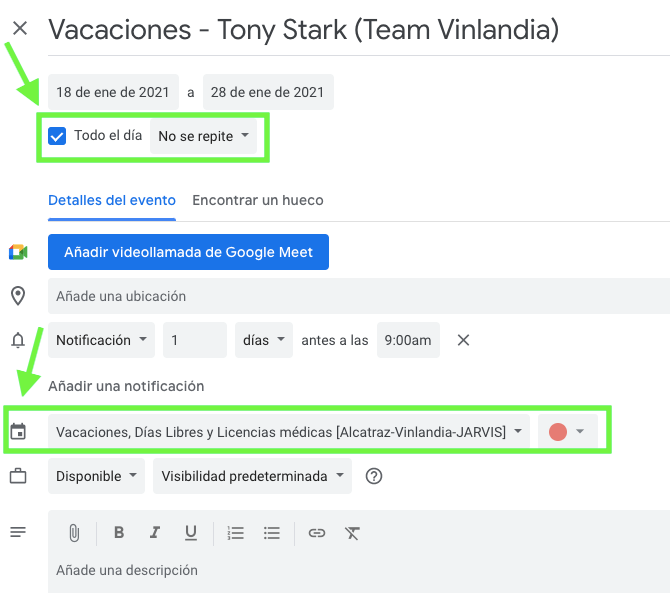 Vacaciones - Tony Stark (Team Vinlandia)
18 de ene de 2021 a 28 de ene de 2021
Todo el día No se repite
Detalles del evento Encontrar un hueco
Añadir videollamada de Google Meet
Añade una ubicación
Notificación 1 días antes a las 9:00am
Añadir una notificación
Vacaciones, Días Libres y Licencias médicas [Alcatraz-Vinlandia-JARVIS]
Disponible Visibilidad predeterminada
B I U
Añade una descripción